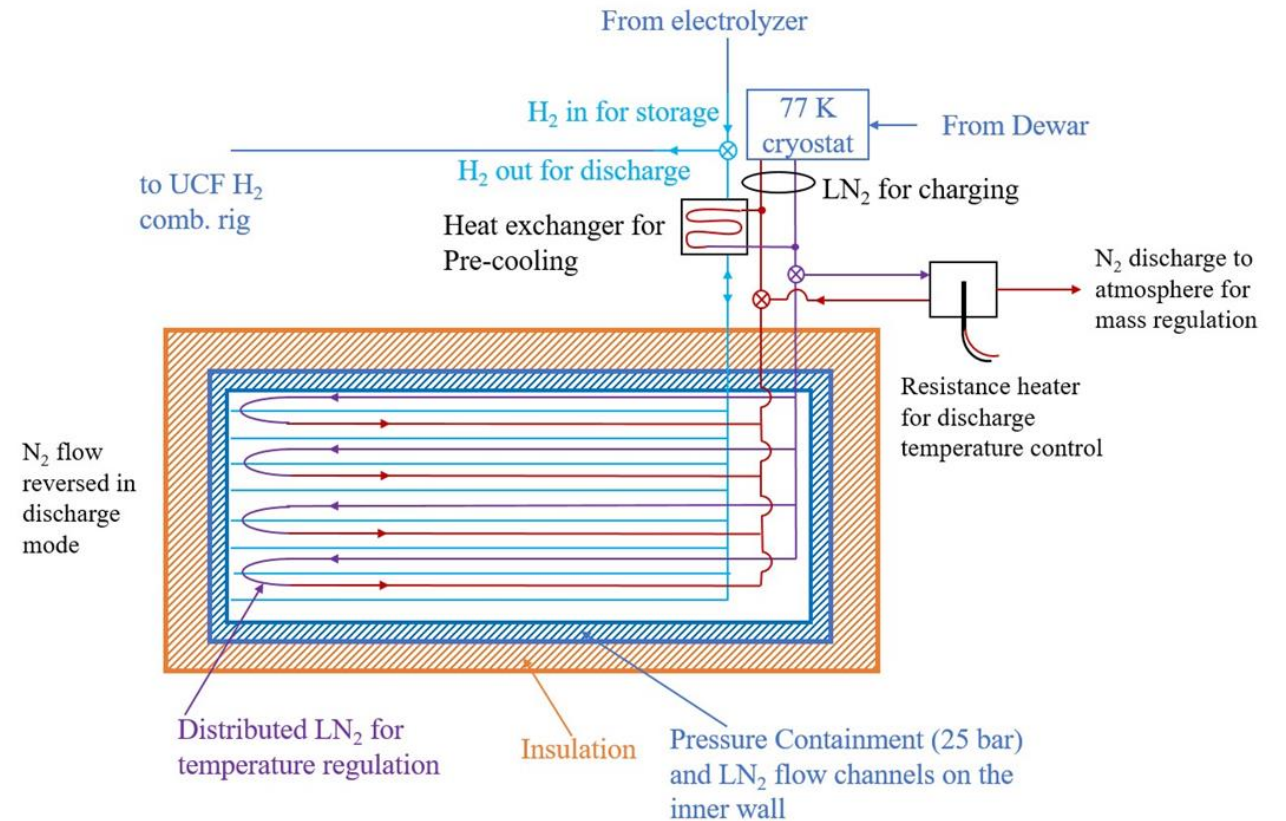 From electrolyzer
H₂ in for storage
77 K
cryostat
From Dewar
H₂ out for discharge
to UCF H₂
comb. rig
LN₂ for charging
Heat exchanger for
Pre-cooling
N₂ discharge to
atmosphere for
mass regulation
Resistance heater
for discharge
temperature control
N₂ flow
reversed in
discharge
mode
Distributed LN₂ for
temperature regulation
Insulation
Pressure Containment (25 bar)
and LN₂ flow channels on the
inner wall